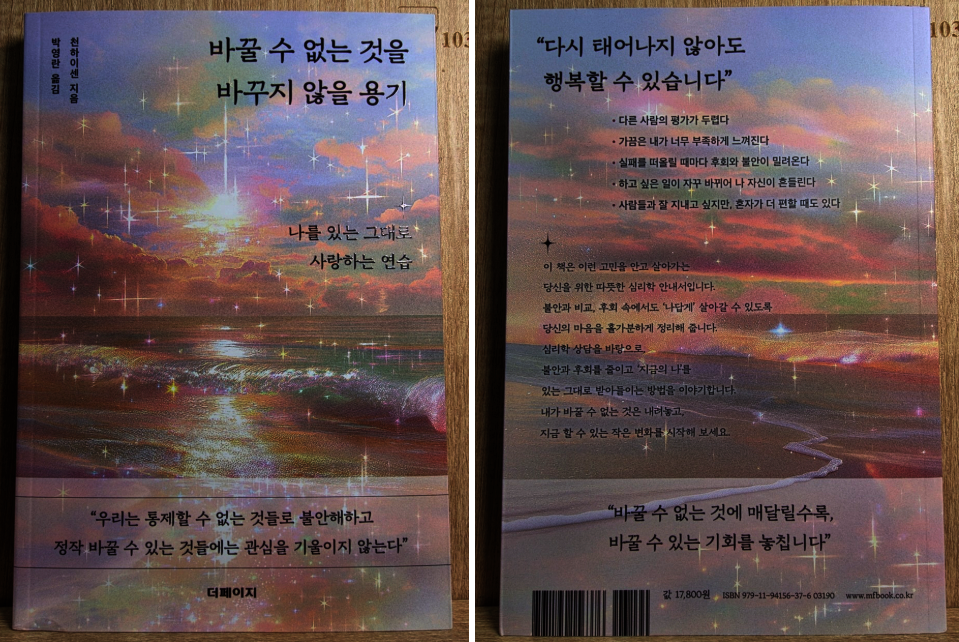 바꿀 수 없는 것을
바꾸지 않을 용기
천하이센 지음
박영란 옮김
나를 있는 그대로
사랑하는 연습
“우리는 통제할 수 없는 것들로 불안해하고
정작 바꿀 수 있는 것들에는 관심을 기울이지 않는다”
더페이지
103
“다시 태어나지 않아도
행복할 수 있습니다”
• 다른 사람의 평가가 두렵다
• 가끔은 내가 너무 부족하게 느껴진다
• 실패를 떠올릴 때마다 후회와 불안이 밀려온다
• 하고 싶은 일이 자꾸 바뀌어 나 자신이 흔들린다
• 사람들과 잘 지내고 싶지만, 혼자가 더 편할 때도 있다
이 책은 이런 고민을 안고 살아가는
당신을 위한 따뜻한 심리학 안내서입니다.
불안과 비교, 후회 속에서도 ‘나답게’ 살아갈 수 있도록
당신의 마음을 홀가분하게 정리해 줍니다.
심리학 상담을 바탕으로,
불안과 후회를 줄이고 ‘지금의 나’를
있는 그대로 받아들이는 방법을 이야기합니다.
내가 바꿀 수 없는 것은 내려놓고,
지금 할 수 있는 작은 변화를 시작해 보세요.
“바꿀 수 없는 것에 매달릴수록,
바꿀 수 있는 기회를 놓칩니다”
값 17,800원 ISBN 979-11-94156-37-6 03190 www.mfbook.co.kr
103